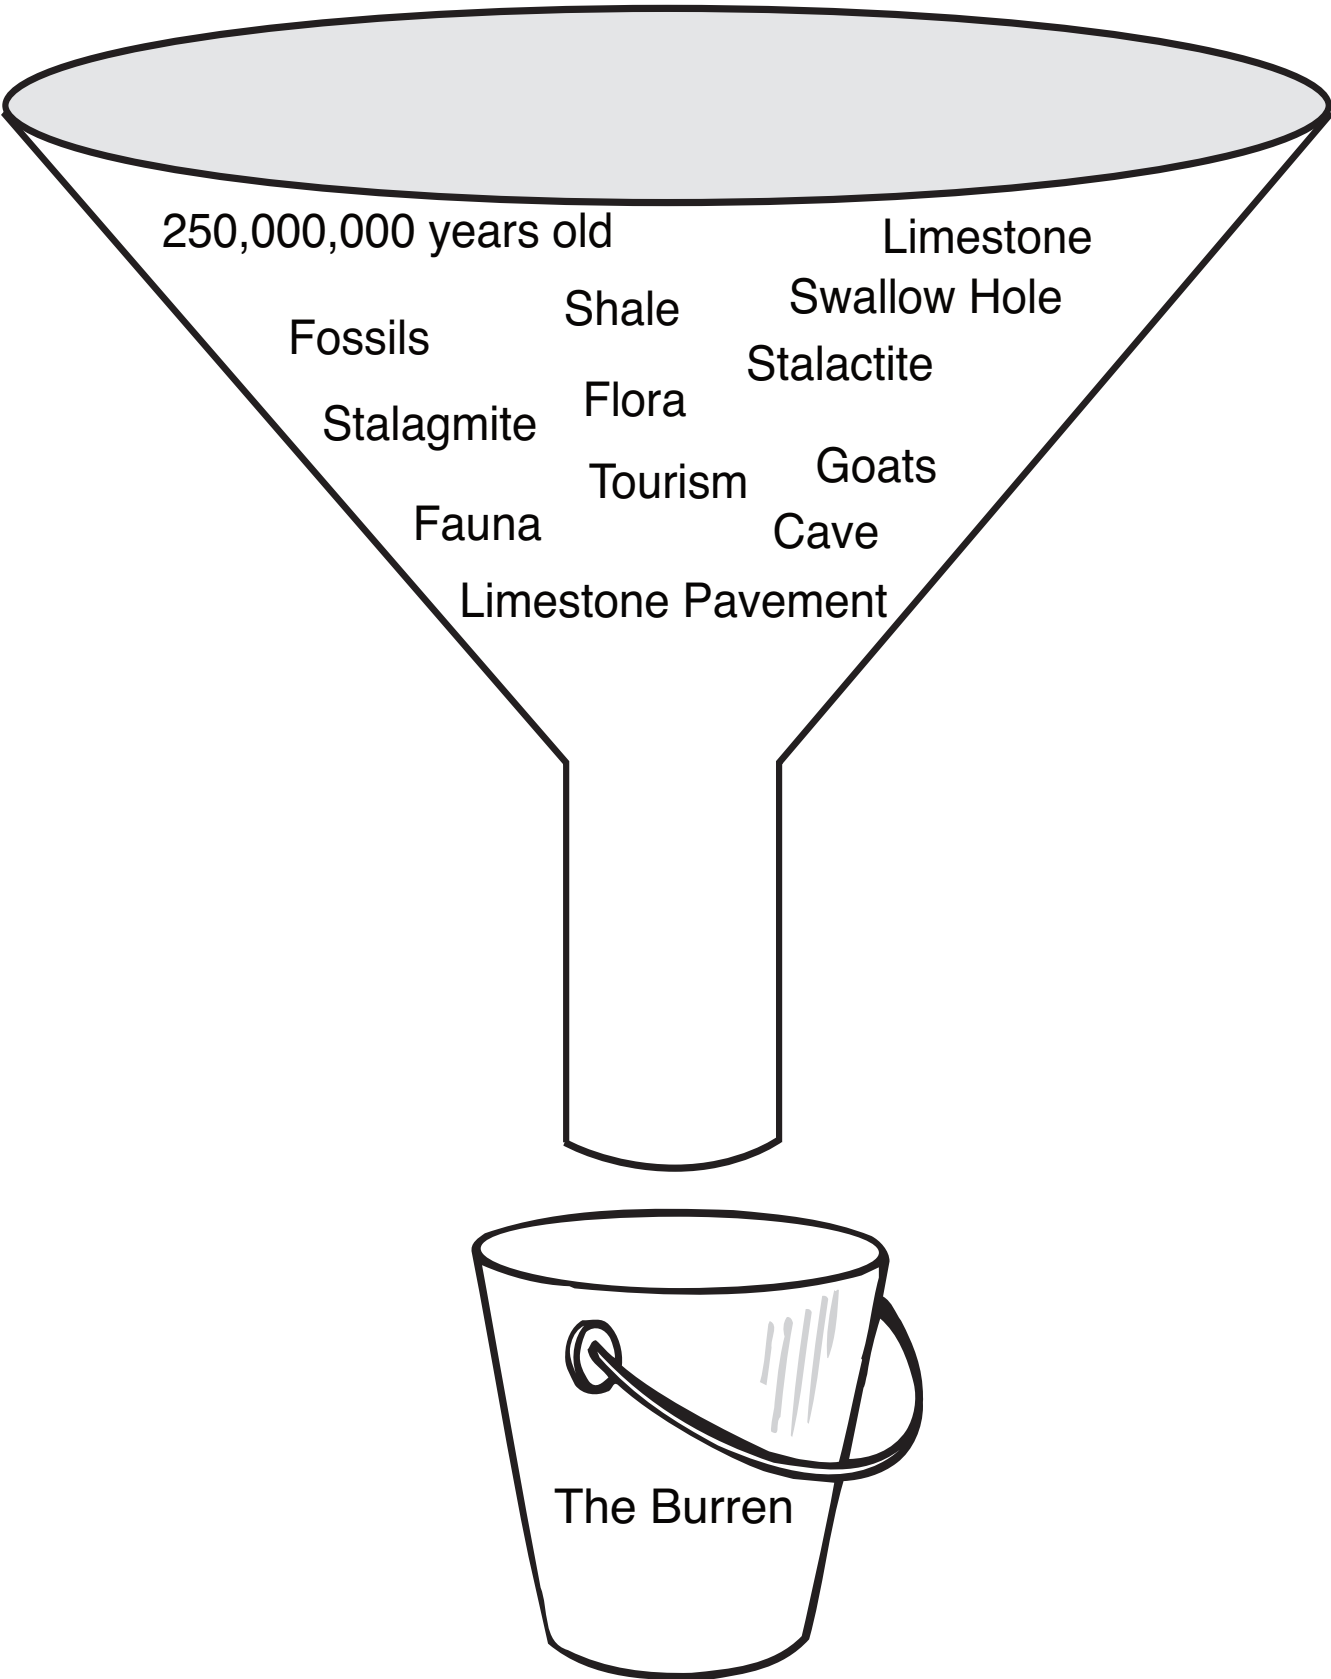 250,000,000 years old
Limestone
Shale
Swallow Hole
Fossils
Stalactite
Flora
Stalagmite
Goats
Tourism
Fauna
Cave
Limestone Pavement
The Burren